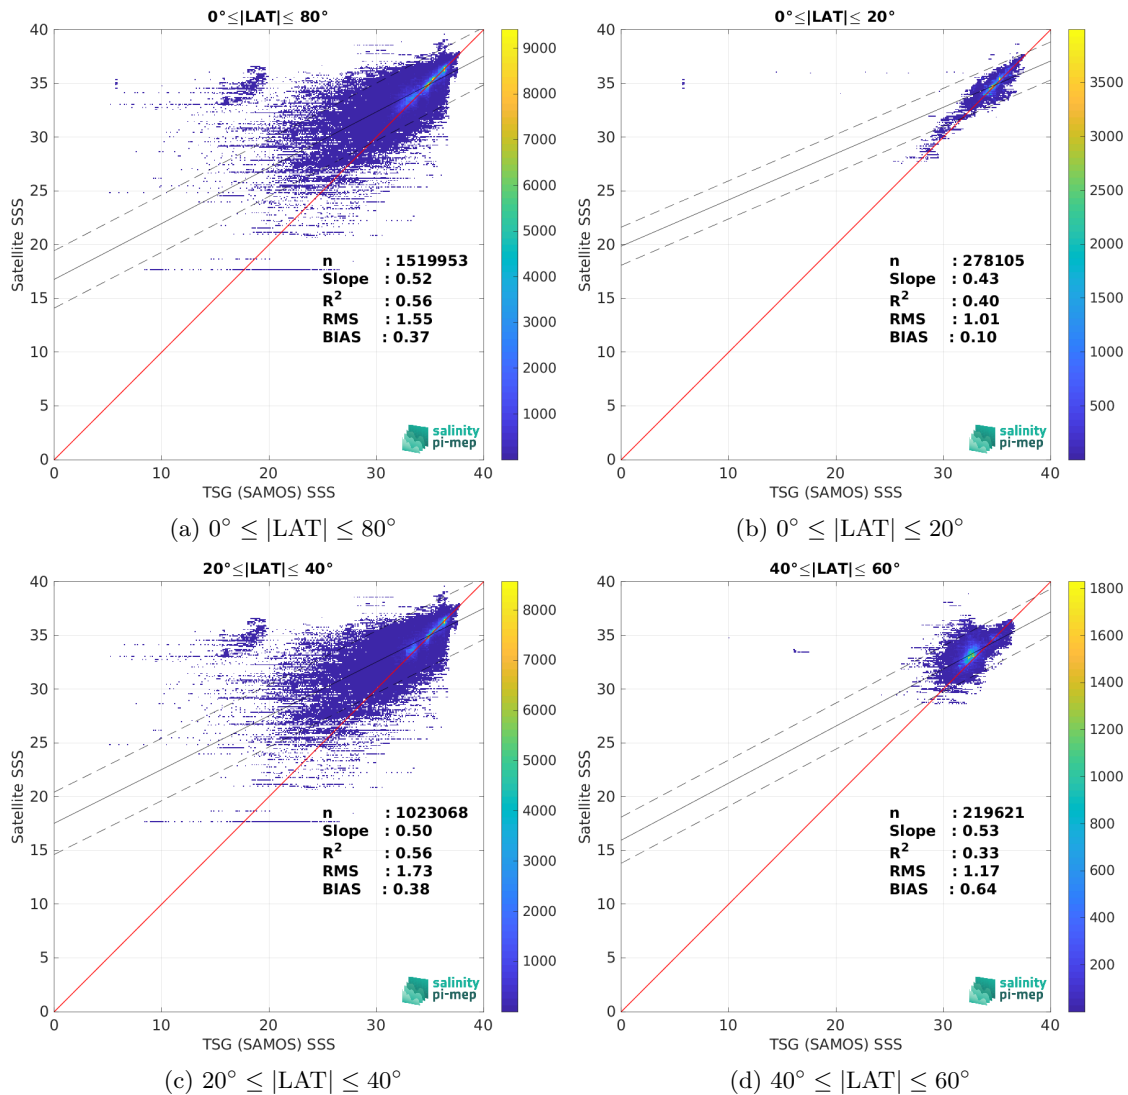 0°≤|LAT|≤ 80°
40
35
30
25
20
15
10
5
0
Satellite SSS
0
10
20
30
40
TSG (SAMOS) SSS
n : 1519953
Slope : 0.52
R² : 0.56
RMS : 1.55
BIAS : 0.37
salinity
pi-mep
9000
8000
7000
6000
5000
4000
3000
2000
1000
(a) 0° ≤ |LAT| ≤ 80°
0°≤|LAT|≤ 20°
40
35
30
25
20
15
10
5
0
Satellite SSS
0
10
20
30
40
TSG (SAMOS) SSS
n : 278105
Slope : 0.43
R² : 0.40
RMS : 1.01
BIAS : 0.10
salinity
pi-mep
3500
3000
2500
2000
1500
1000
500
(b) 0° ≤ |LAT| ≤ 20°
20°≤|LAT|≤ 40°
40
35
30
25
20
15
10
5
0
Satellite SSS
0
10
20
30
40
TSG (SAMOS) SSS
n : 1023068
Slope : 0.50
R² : 0.56
RMS : 1.73
BIAS : 0.38
salinity
pi-mep
8000
7000
6000
5000
4000
3000
2000
1000
(c) 20° ≤ |LAT| ≤ 40°
40°≤|LAT|≤ 60°
40
35
30
25
20
15
10
5
0
Satellite SSS
0
10
20
30
40
TSG (SAMOS) SSS
n : 219621
Slope : 0.53
R² : 0.33
RMS : 1.17
BIAS : 0.64
salinity
pi-mep
1800
1600
1400
1200
1000
800
600
400
200
(d) 40° ≤ |LAT| ≤ 60°